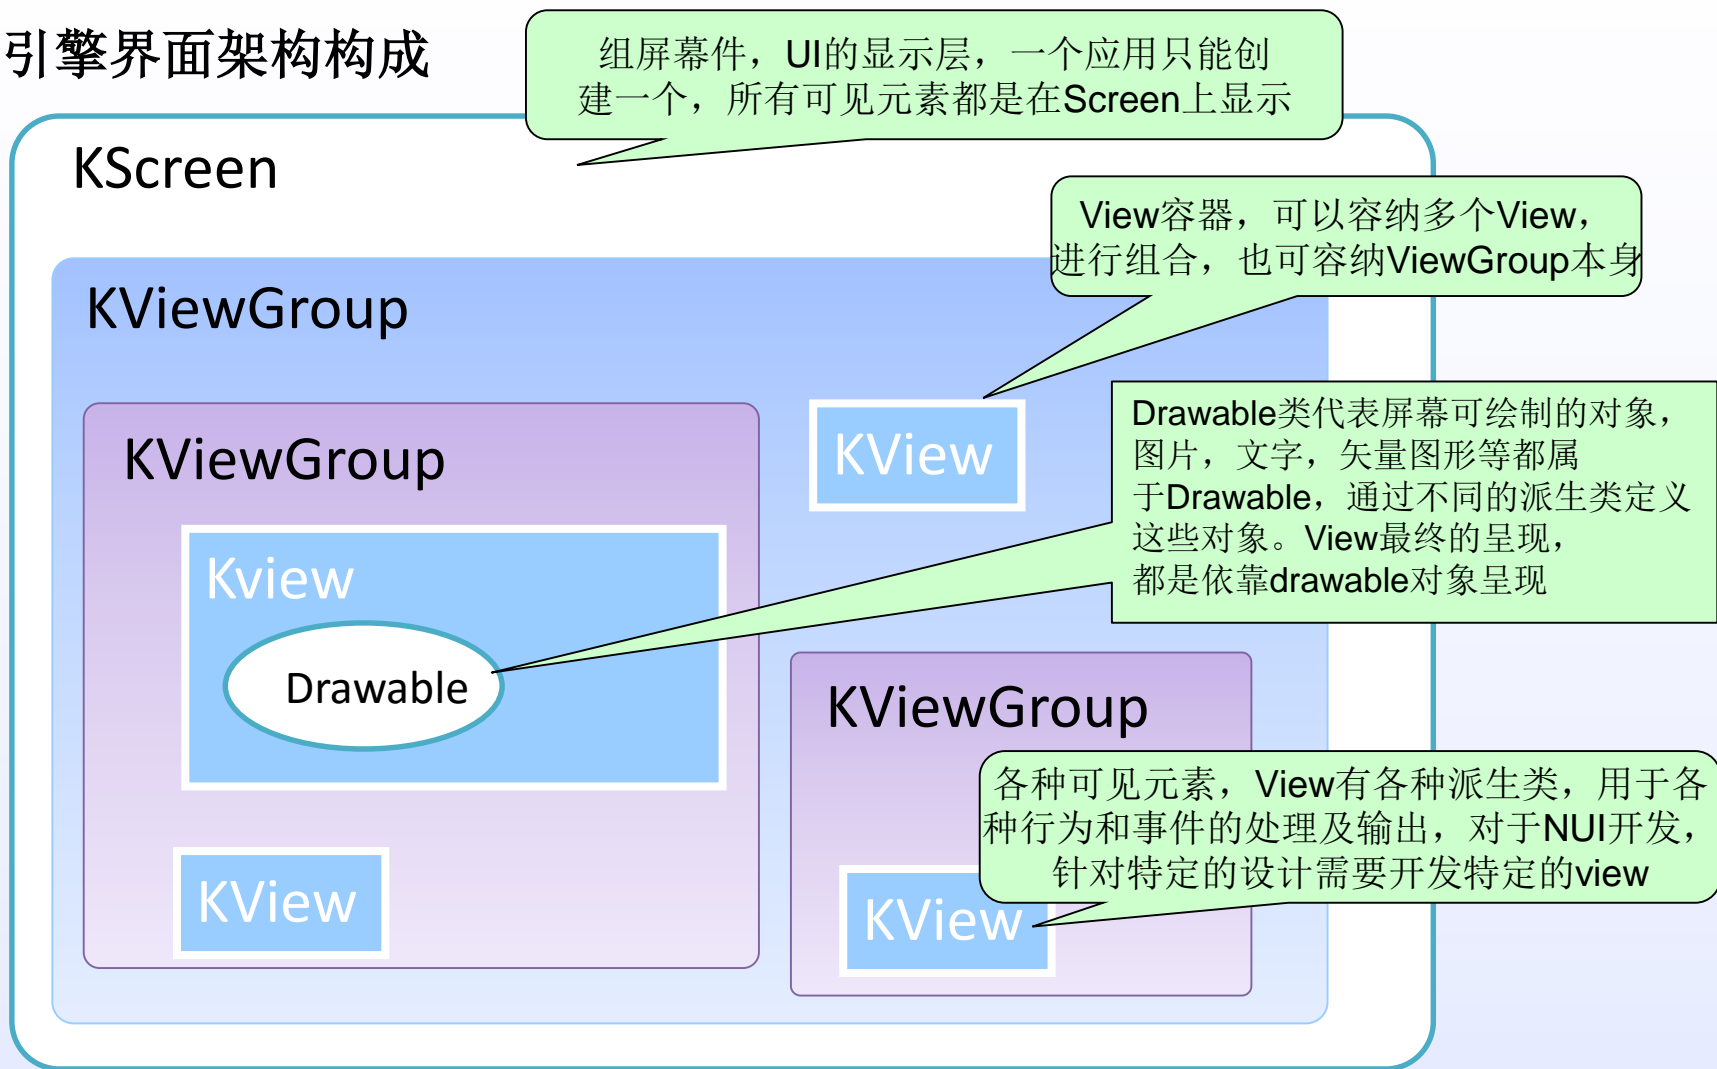 引擎界面架构构成
组屏幕件，UI的显示层，一个应用只能创
建一个，所有可见元素都是在Screen上显示
KScreen
View容器，可以容纳多个View，
进行组合，也可容纳ViewGroup本身
KViewGroup
KViewGroup
KView
Drawable类代表屏幕可绘制的对象，
图片，文字，矢量图形等都属
于Drawable，通过不同的派生类定义
这些对象。View最终的呈现，
都是依靠drawable对象呈现
Kview
Drawable
KViewGroup
各种可见元素，View有各种派生类，用于各
种行为和事件的处理及输出，对于NUI开发，
针对特定的设计需要开发特定的view
KView
KView